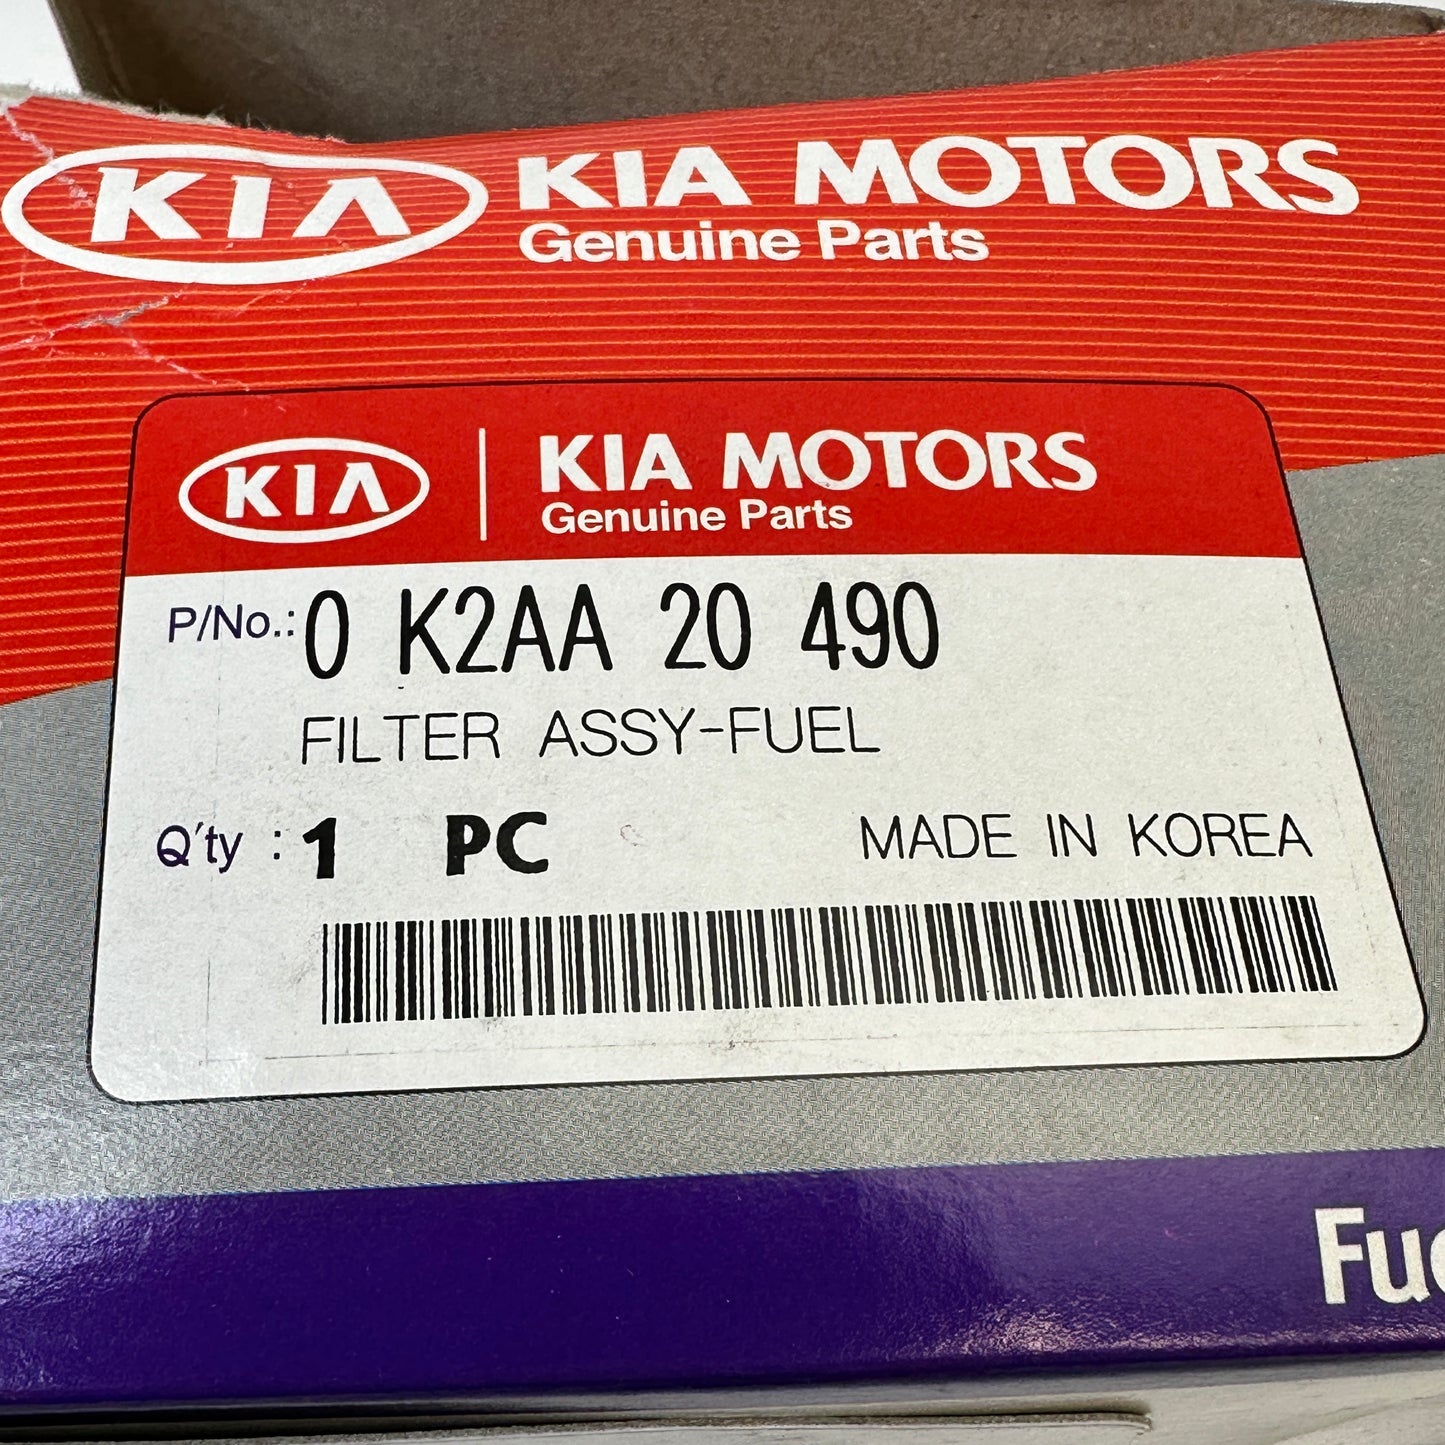 KIA KIA MOTORS
Genuine Parts
KIA KIA MOTORS
Genuine Parts
P/No.: 0 K2AA 20 490
FILTER ASSY-FUEL
Q'ty : 1 PC MADE IN KOREA